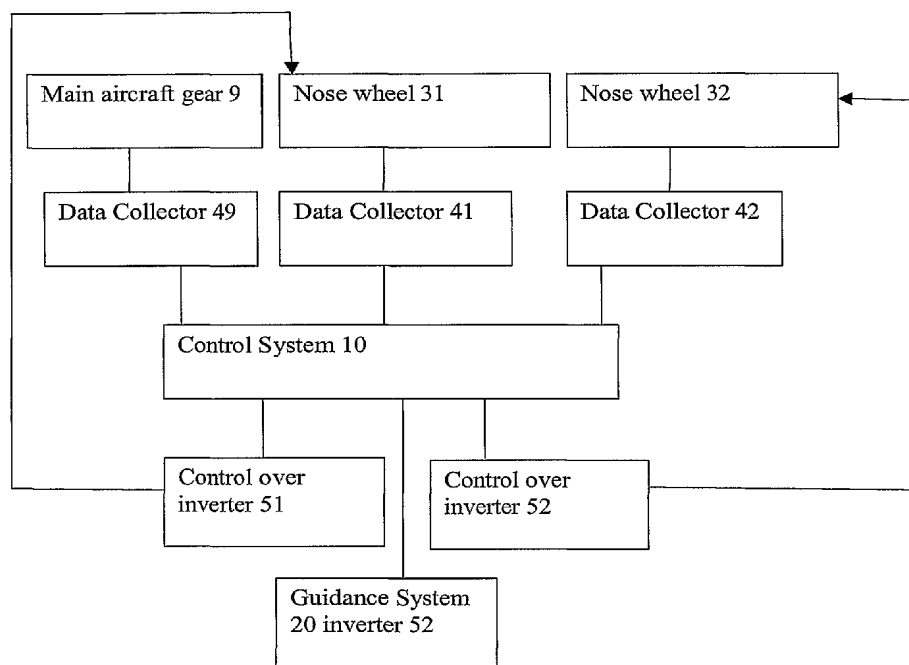 Main aircraft gear 9
Nose wheel 31
Nose wheel 32
Data Collector 49
Data Collector 41
Data Collector 42
Control System 10
Control over
inverter 51
Control over
inverter 52
Guidance System
20 inverter 52